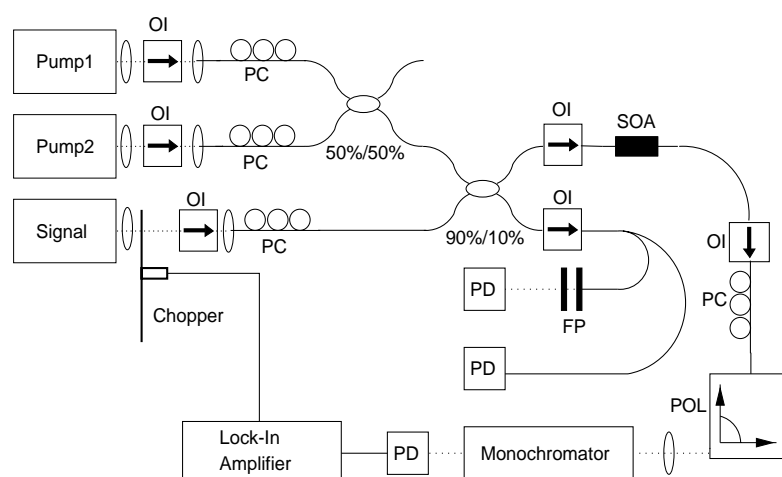 OI
Pump1
PC
OI
Pump2
PC
50%/50%
OI
SOA
OI
Signal
PC
90%/10%
OI
OI
Chopper
PD
FP
PC
PD
POL
Lock-In
Amplifier
PD
Monochromator